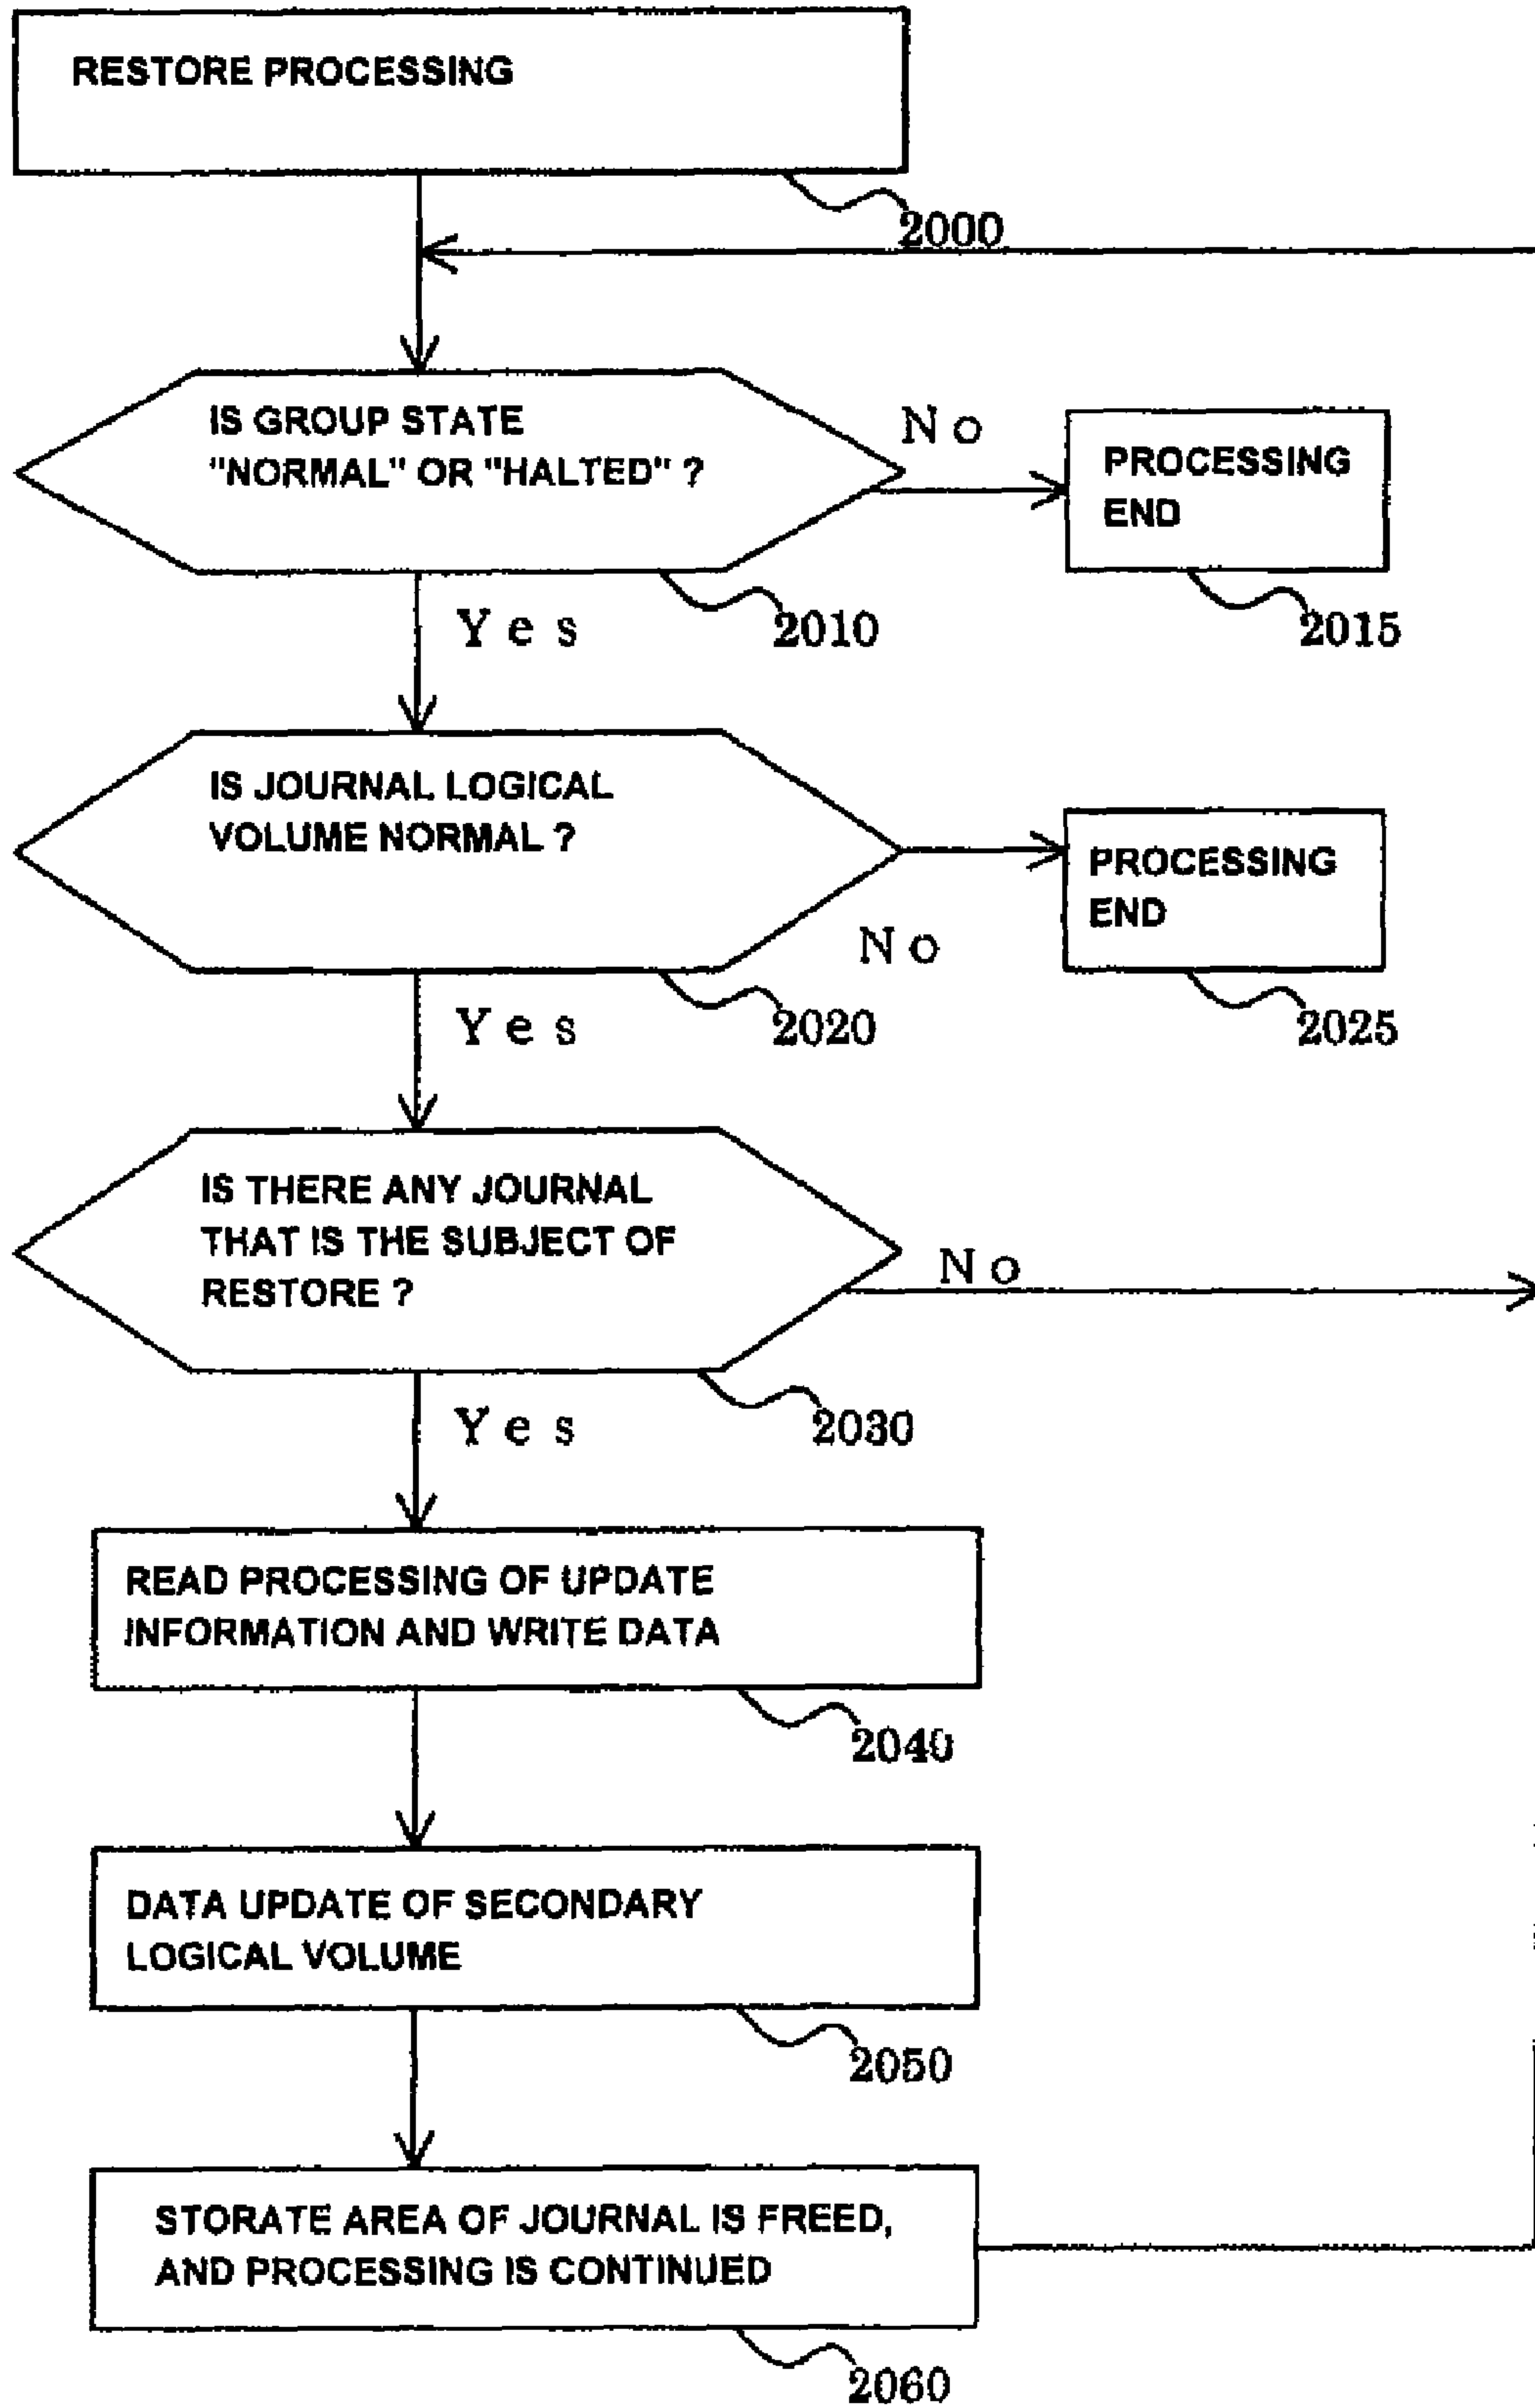 RESTORE PROCESSING
2000
IS GROUP STATE
"NORMAL" OR "HALTED" ?
No
PROCESSING
END
2010
2015
Yes
IS JOURNAL LOGICAL
VOLUME NORMAL ?
PROCESSING
END
No
2020
2025
Yes
IS THERE ANY JOURNAL
THAT IS THE SUBJECT OF
RESTORE ?
No
2030
Yes
READ PROCESSING OF UPDATE
INFORMATION AND WRITE DATA
2040
DATA UPDATE OF SECONDARY
LOGICAL VOLUME
2050
STORATE AREA OF JOURNAL IS FREED,
AND PROCESSING IS CONTINUED
2060